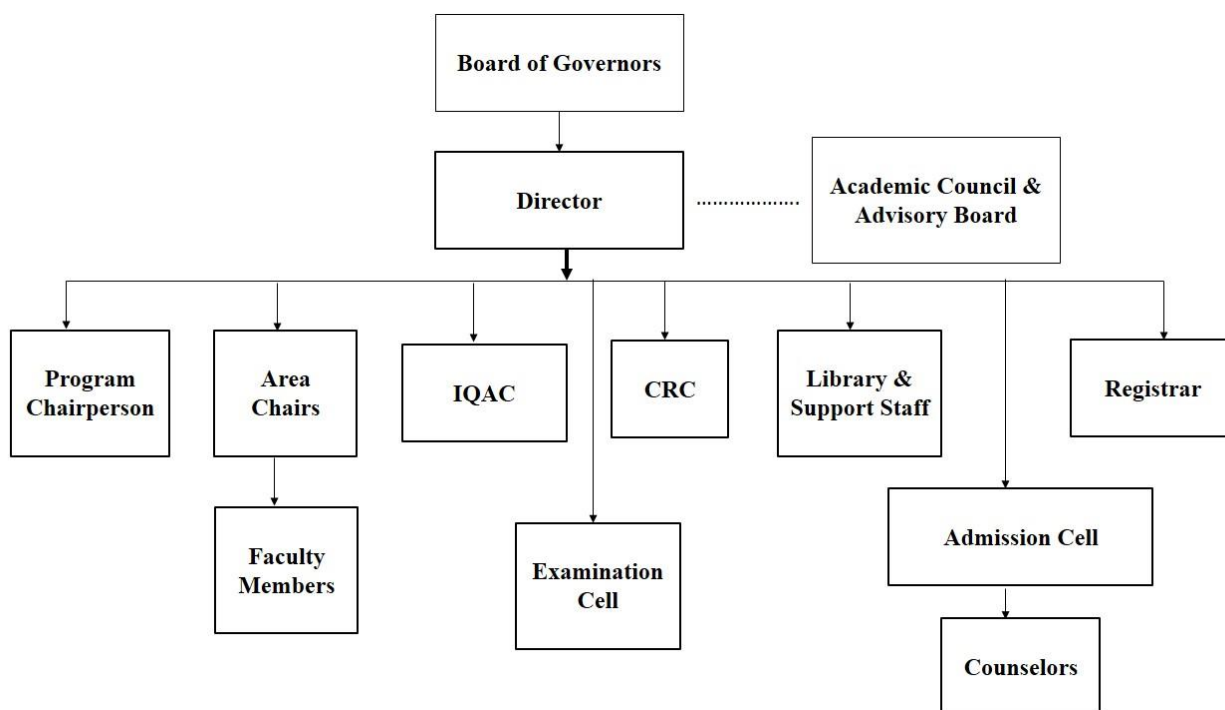 Board of Governors
Director
Academic Council &
Advisory Board
Program
Chairperson
Area
Chairs
IQAC
CRC
Library &
Support Staff
Registrar
Faculty
Members
Examination
Cell
Admission Cell
Counselors